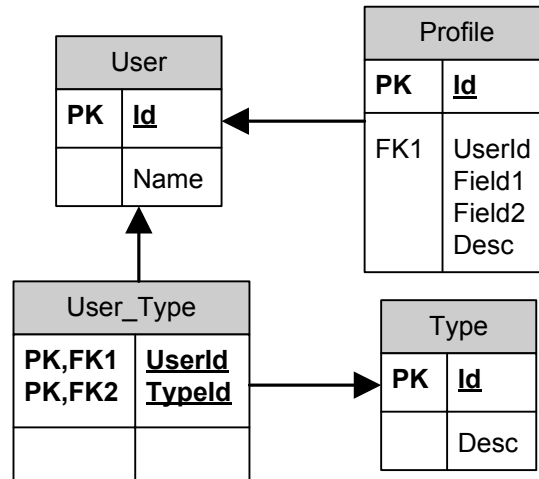 User
PK Id
Name
Profile
PK Id
FK1 UserId
Field1
Field2
Desc
User_Type
PK,FK1 UserId
PK,FK2 TypeId
Type
PK Id
Desc